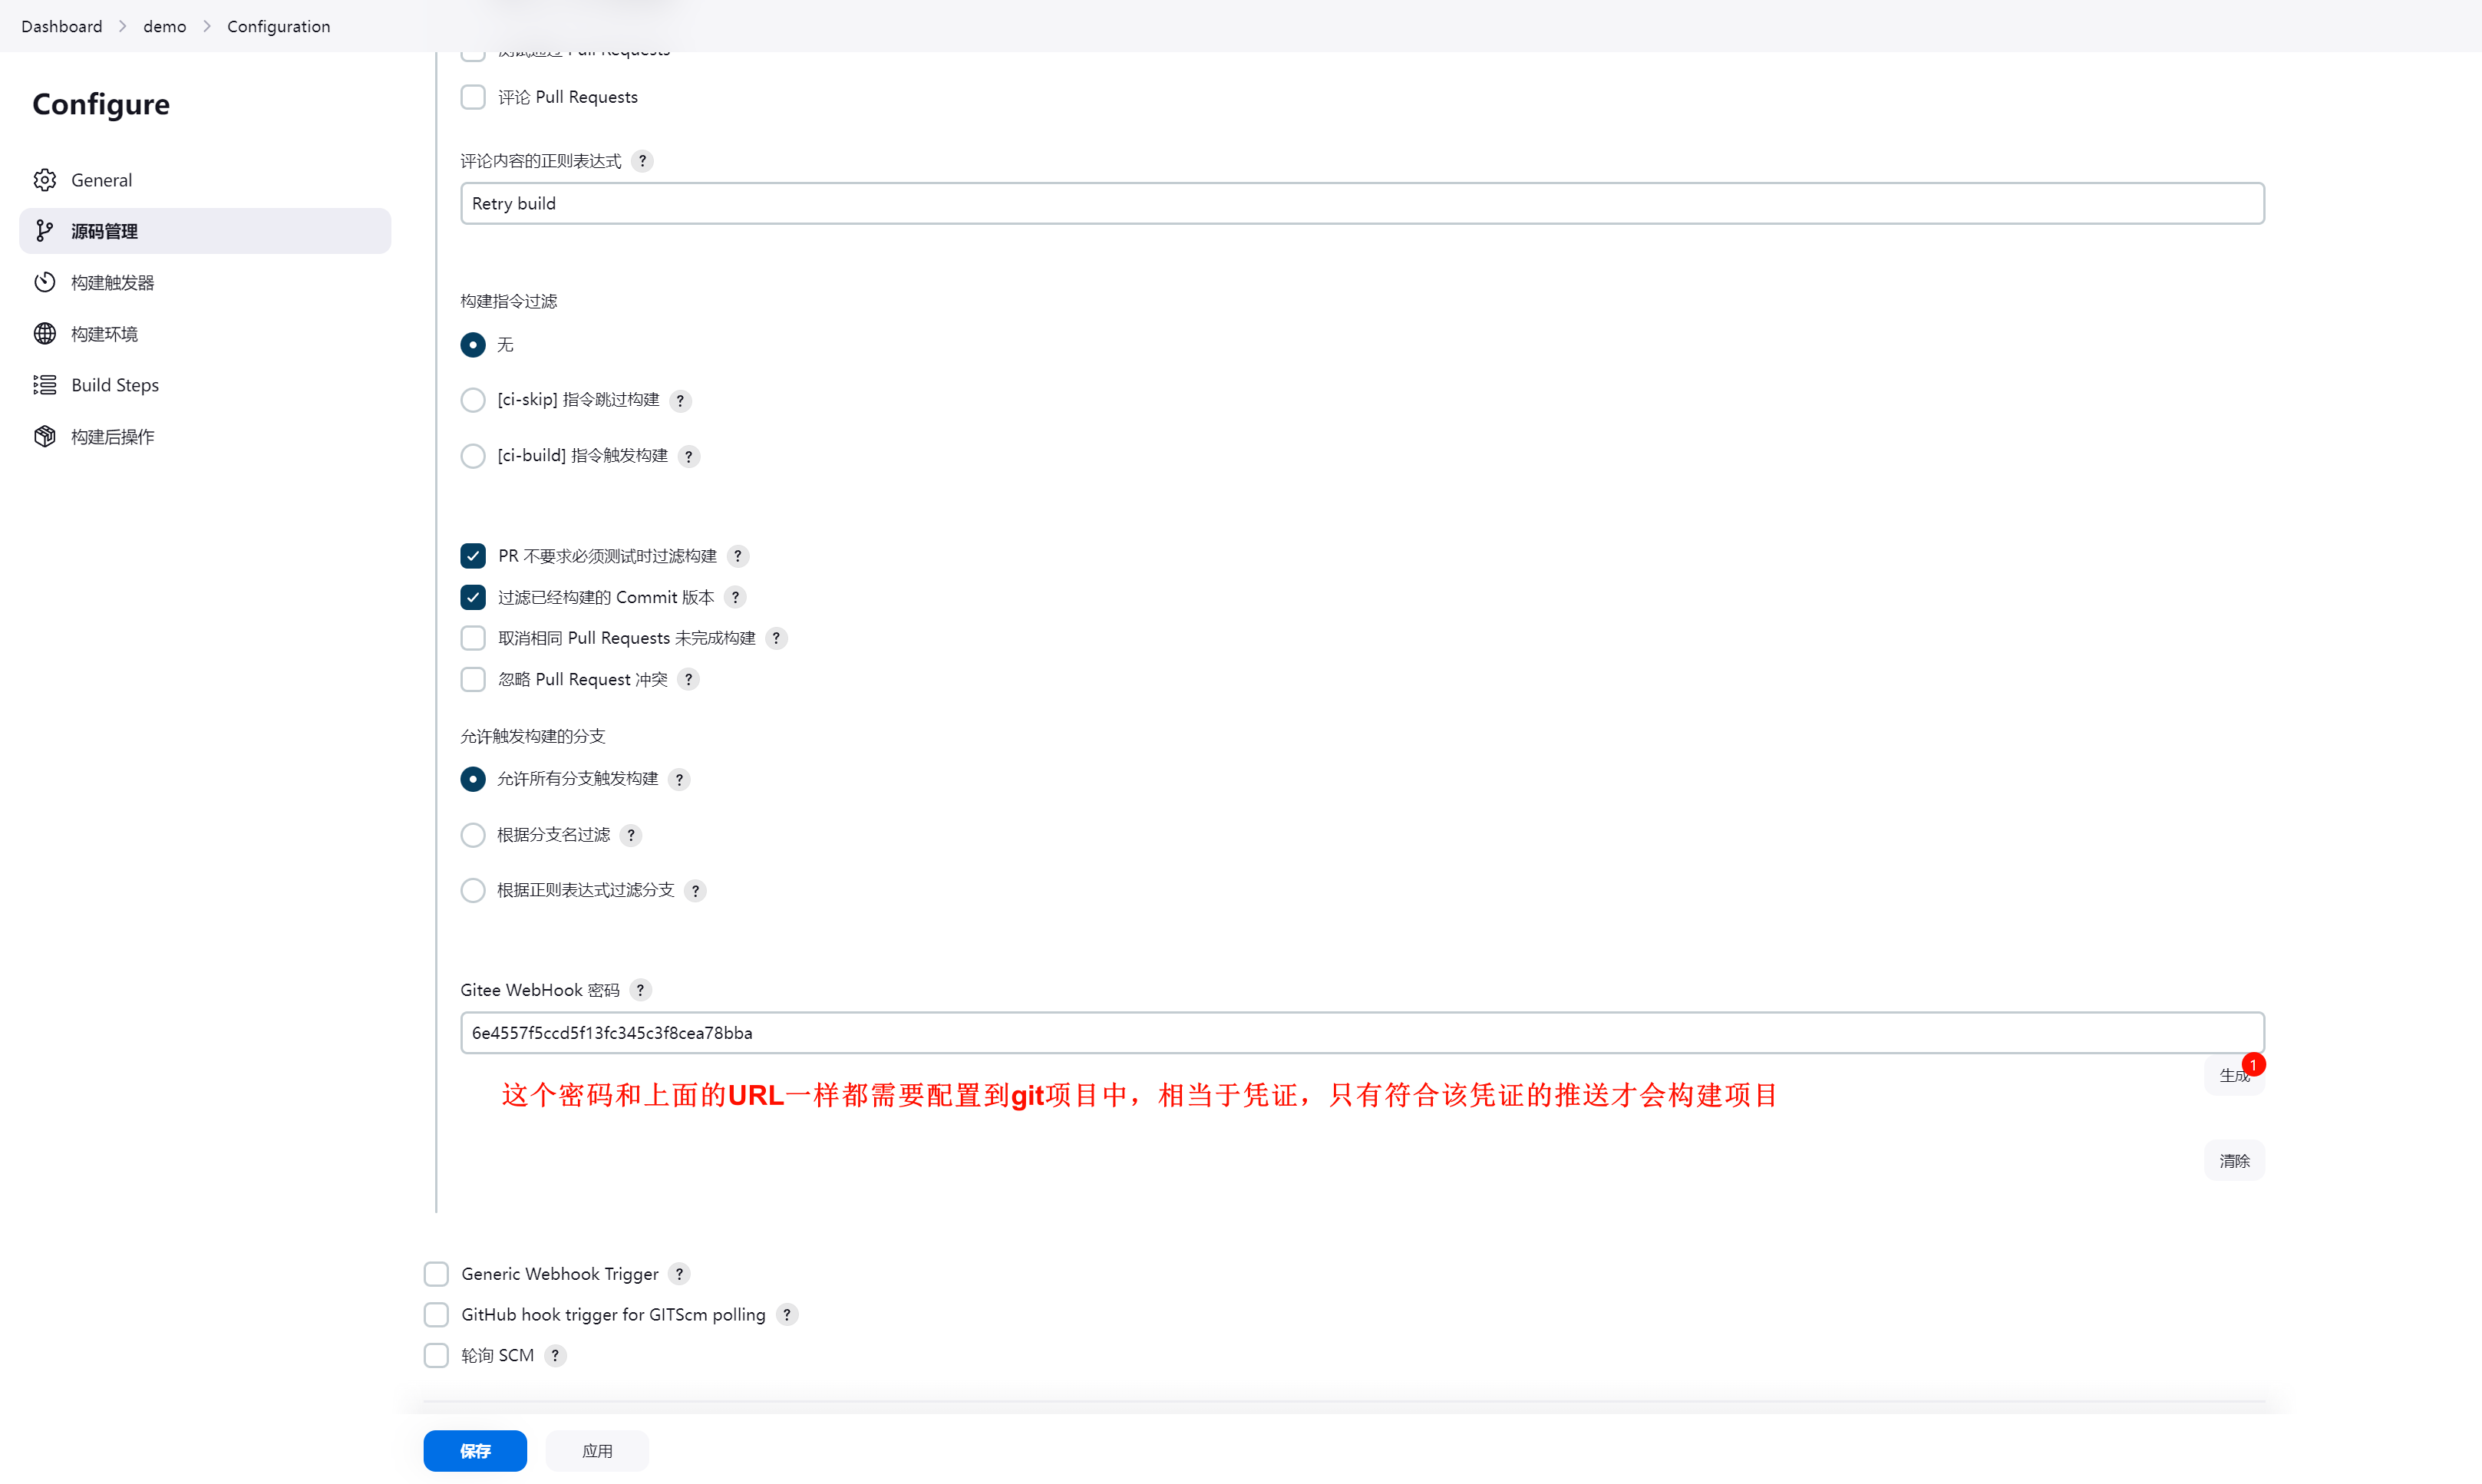 Dashboard > demo > Configuration
Configure
General
源码管理
构建触发器
构建环境
Build Steps
构建后操作
测试通过 Pull Requests
评论 Pull Requests
评论内容的正则表达式 ?
Retry build
构建指令过滤
无
[ci-skip] 指令跳过构建 ?
[ci-build] 指令触发构建 ?
PR 不要求必须测试时过滤构建 ?
过滤已经构建的 Commit 版本 ?
取消相同 Pull Requests 未完成构建 ?
忽略 Pull Request 冲突 ?
允许触发构建的分支
允许所有分支触发构建 ?
根据分支名过滤 ?
根据正则表达式过滤分支 ?
Gitee WebHook 密码 ?
6e4557f5ccd5f13fc345c3f8cea78bba
生成 1
这个密码和上面的URL一样都需要配置到git项目中，相当于凭证，只有符合该凭证的推送才会构建项目
清除
Generic Webhook Trigger ?
GitHub hook trigger for GITScm polling ?
轮询 SCM ?
保存
应用